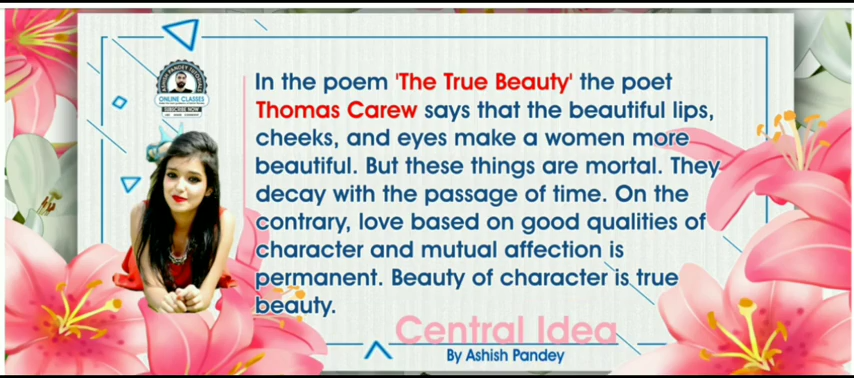 ONLINE CLASSES
In the poem 'The True Beauty' the poet
Thomas Carew says that the beautiful lips,
cheeks, and eyes make a women more
beautiful. But these things are mortal. They
decay with the passage of time. On the
contrary, love based on good qualities of
character and mutual affection is
permanent. Beauty of character is true
beauty.
Central Idea
By Ashish Pandey